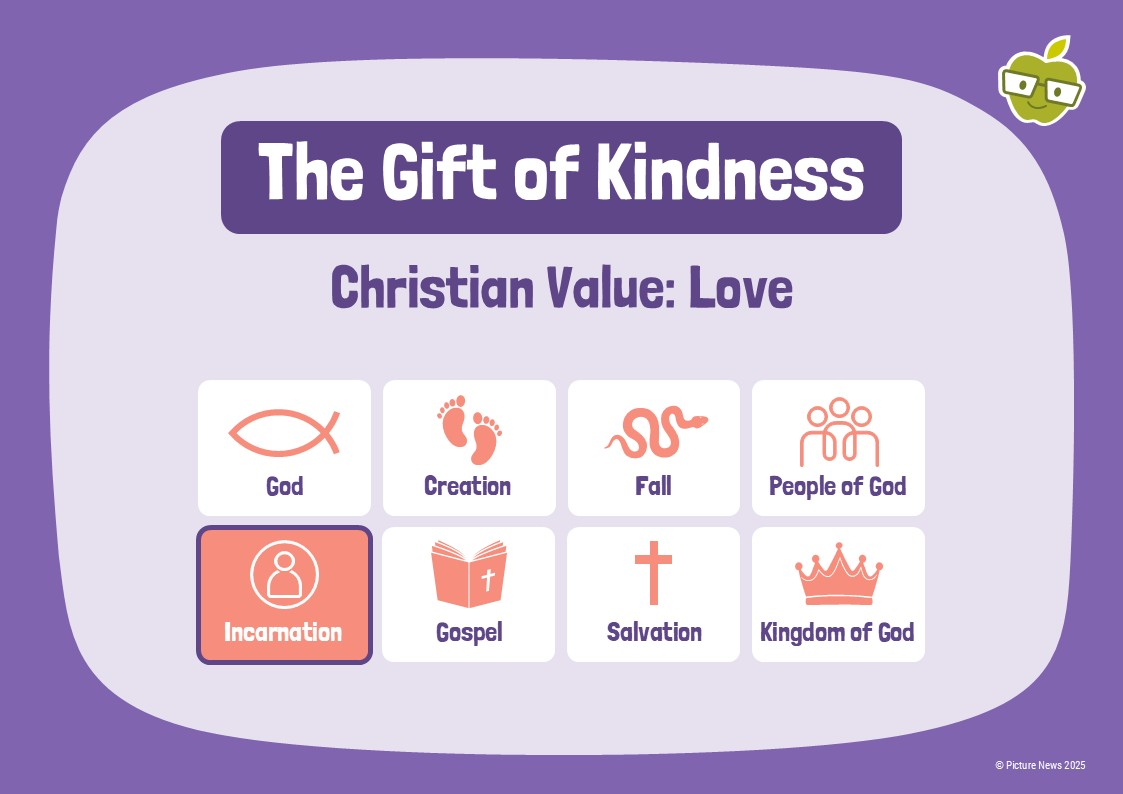 The Gift of Kindness
Christian Value: Love
God
Creation
Fall
People of God
Incarnation
Gospel
Salvation
Kingdom of God
© Picture News 2025